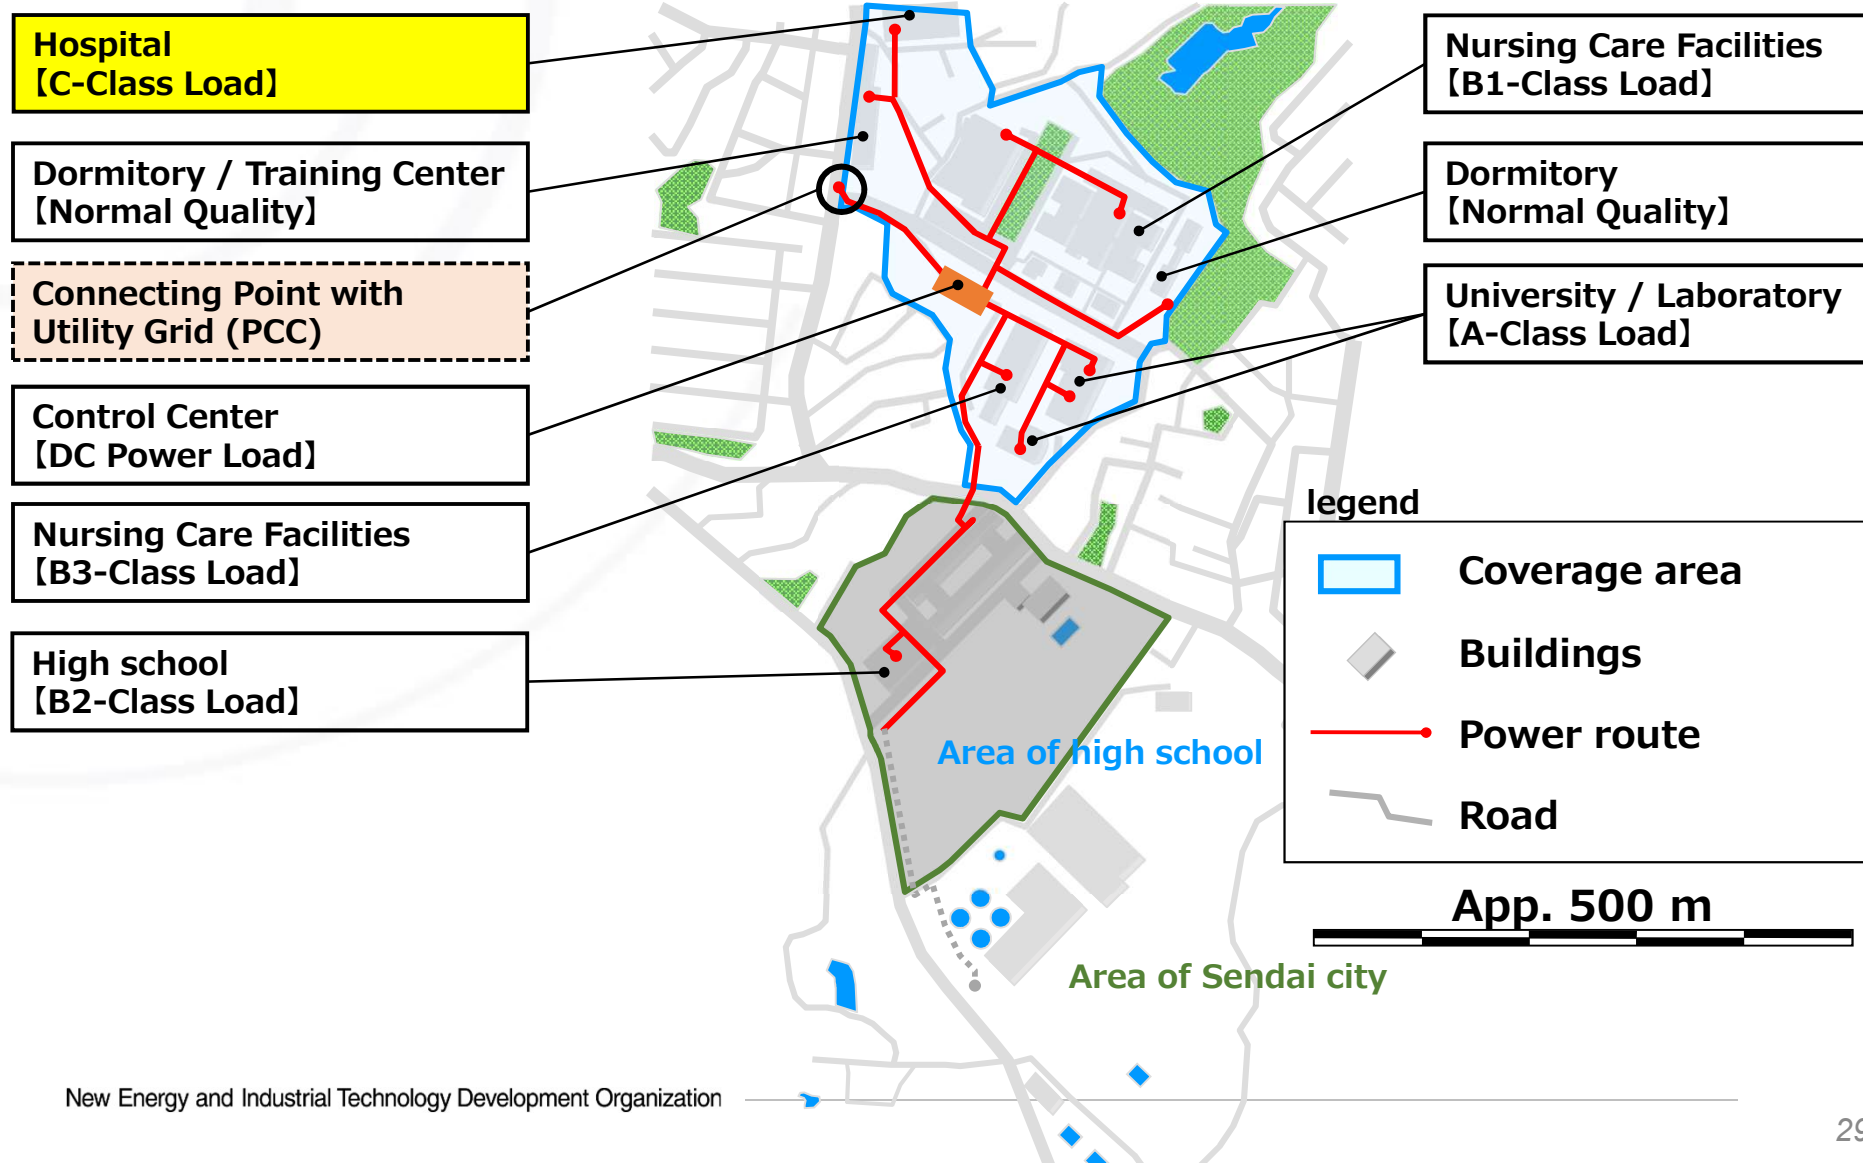 Hospital
【C-Class Load】
Dormitory / Training Center
【Normal Quality】
Connecting Point with
Utility Grid (PCC)
Control Center
【DC Power Load】
Nursing Care Facilities
【B3-Class Load】
High school
【B2-Class Load】
Nursing Care Facilities
【B1-Class Load】
Dormitory
【Normal Quality】
University / Laboratory
【A-Class Load】
legend
Coverage area
Buildings
Power route
Road
App. 500 m
Area of high school
Area of Sendai city
New Energy and Industrial Technology Development Organization
29